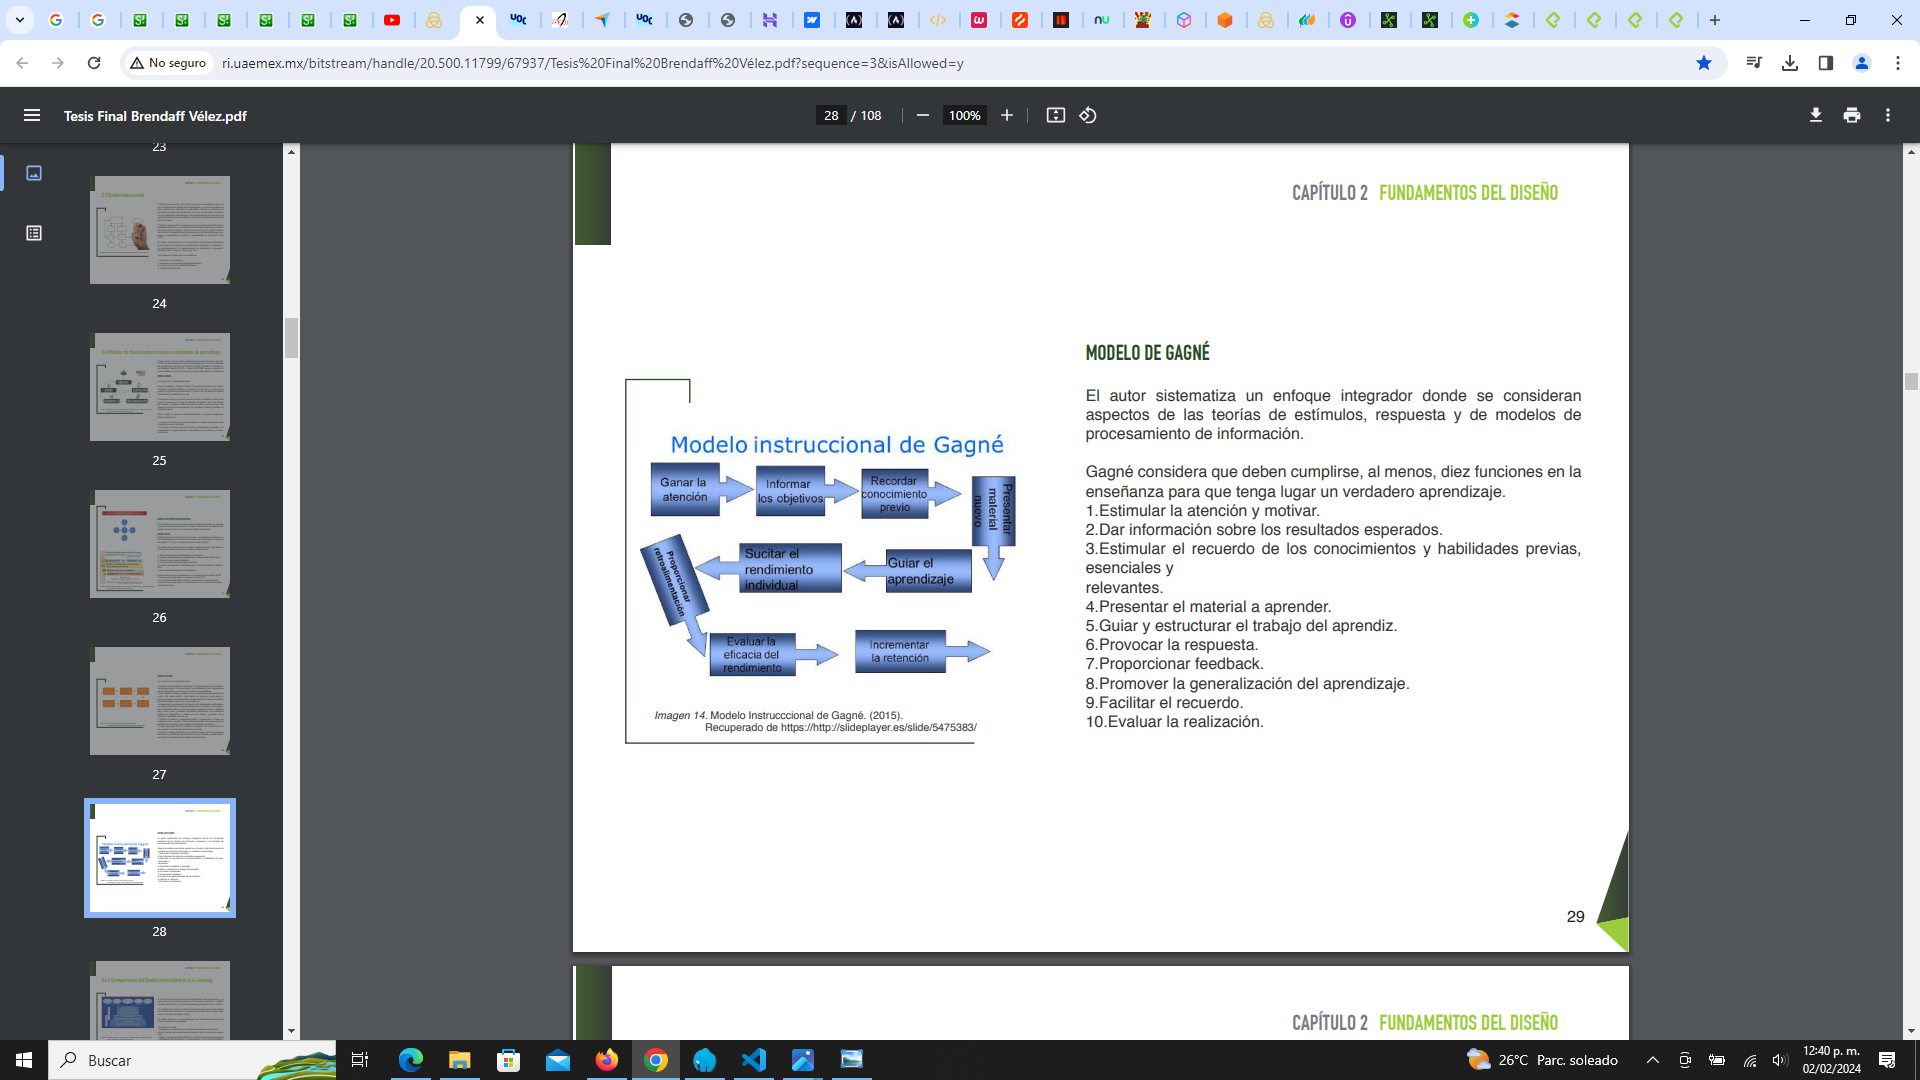 No seguro
ri.uaemex.mx/bitstream/handle/20.500.11799/67937/Tesis%20Final%20Brendaff%20Vélez.pdf?sequence=3&isAllowed=y
Tesis Final Brendaff Vélez.pdf
28 / 108
100%
23
24
25
26
27
28
CAPÍTULO 2 FUNDAMENTOS DEL DISEÑO
Modelo instruccional de Gagné
Ganar la
atención
Informar
los objetivos
Recordar
conocimiento
previo
Presentar
material
nuevo
Guiar el
aprendizaje
Sucitar el
rendimiento
individual
Proporcionar
retroalimentación
Evaluar la
eficacia del
rendimiento
Incrementar
la retención
Imagen 14. Modelo Instrucccional de Gagné. (2015).
Recuperado de https://http://slideplayer.es/slide/5475383/
MODELO DE GAGNÉ
El autor sistematiza un enfoque integrador donde se consideran
aspectos de las teorías de estímulos, respuesta y de modelos de
procesamiento de información.
Gagné considera que deben cumplirse, al menos, diez funciones en la
enseñanza para que tenga lugar un verdadero aprendizaje.
1.Estimular la atención y motivar.
2.Dar información sobre los resultados esperados.
3.Estimular el recuerdo de los conocimientos y habilidades previas,
esenciales y
relevantes.
4.Presentar el material a aprender.
5.Guiar y estructurar el trabajo del aprendiz.
6.Provocar la respuesta.
7.Proporcionar feedback.
8.Promover la generalización del aprendizaje.
9.Facilitar el recuerdo.
10.Evaluar la realización.
29
CAPÍTULO 2 FUNDAMENTOS DEL DISEÑO
Buscar
26°C Parc. soleado
12:40 p. m.
02/02/2024